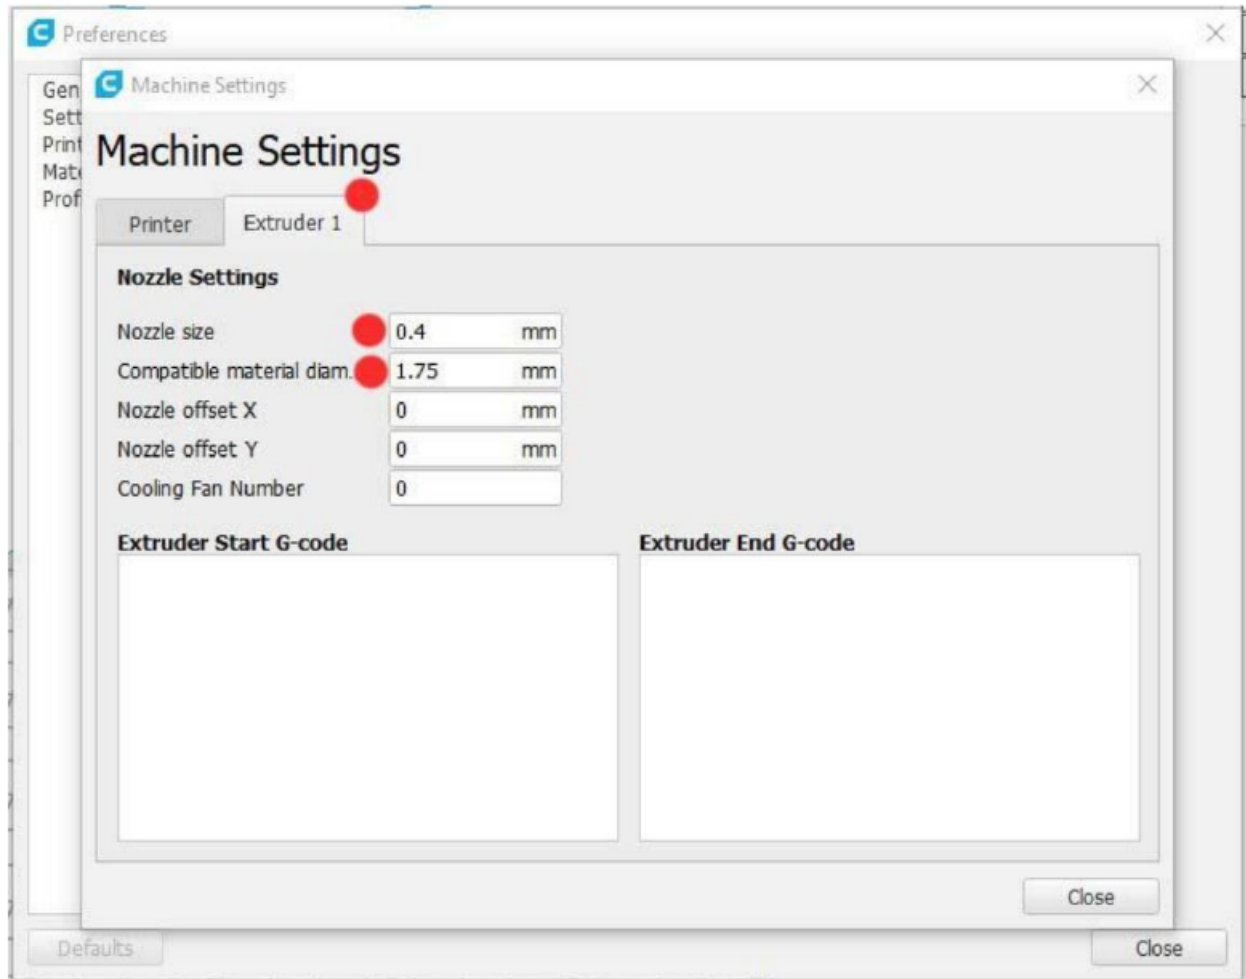 Preferences
Machine Settings
Gen
Sett
Print
Mate
Prof
Machine Settings
Printer
Extruder 1
Nozzle Settings
Nozzle size 0.4 mm
Compatible material diam. 1.75 mm
Nozzle offset X 0 mm
Nozzle offset Y 0 mm
Cooling Fan Number 0
Extruder Start G-code
Extruder End G-code
Close
Defaults
Close